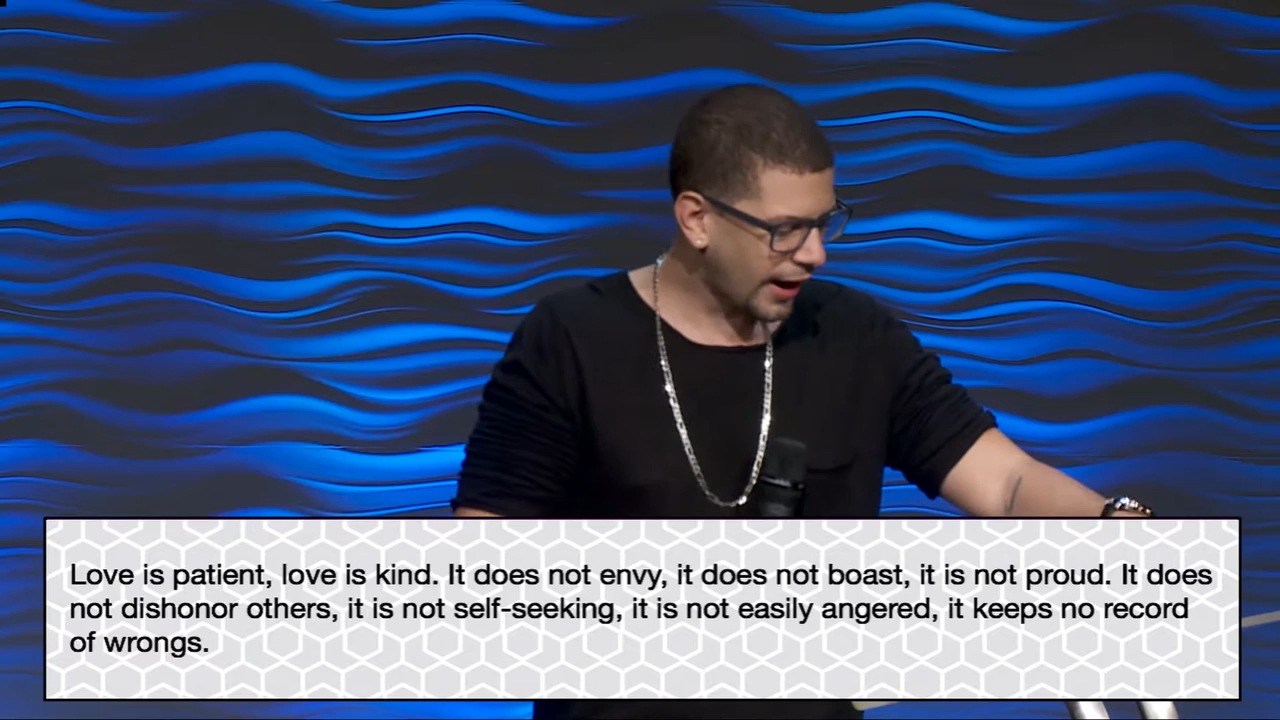 Love is patient, love is kind. It does not envy, it does not boast, it is not proud. It does
not dishonor others, it is not self-seeking, it is not easily angered, it keeps no record
of wrongs.